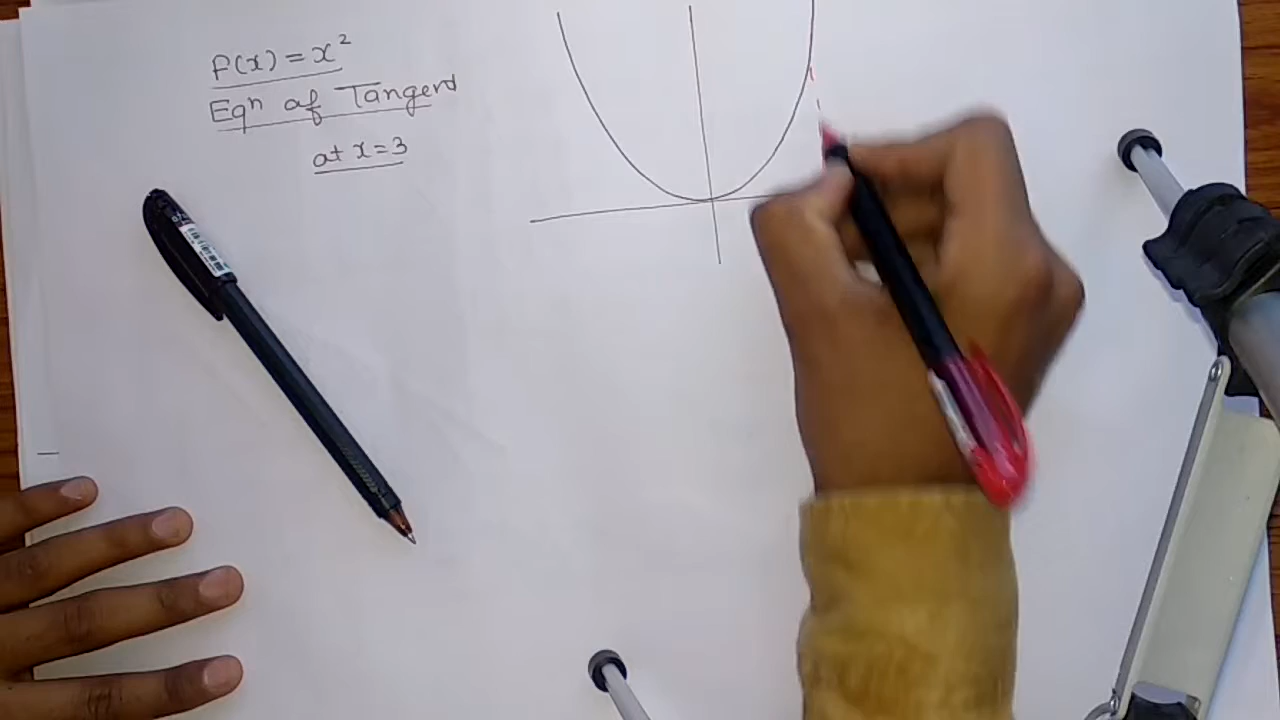 f(x) = x²
Eqⁿ of Tangent
at x = 3